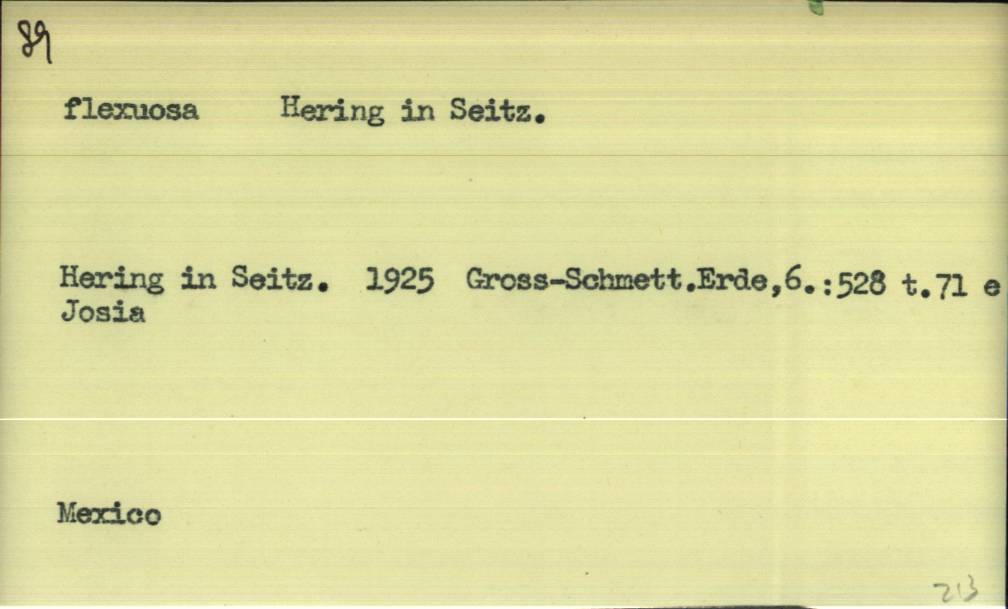 89
flexuosa Hering in Seitz.
Hering in Seitz. 1925 Gross-Schmett.Erde,6.:528 t.71 e
Josia
Mexico
213